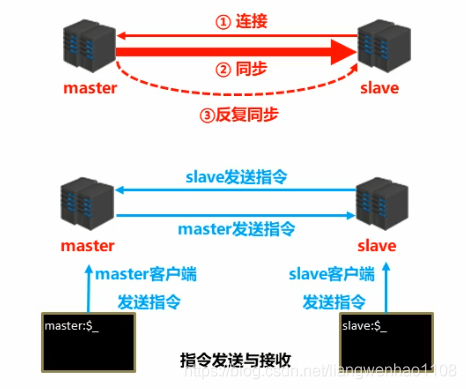 ① 连接
② 同步
master
slave
③反复同步
slave发送指令
master发送指令
master
slave
master客户端
发送指令
slave客户端
发送指令
master:$_
slave:$_
指令发送与接收
https://blog.csdn.net/liangwenhao1108